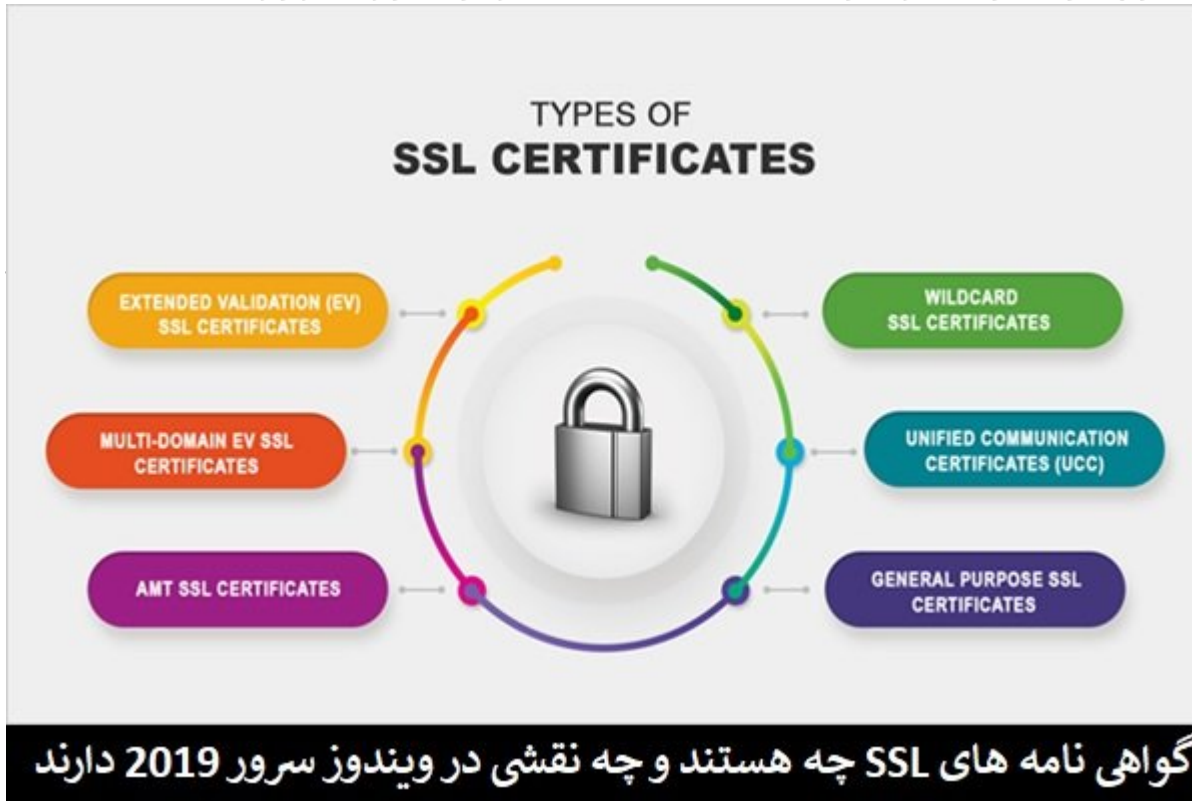 TYPES OF
SSL CERTIFICATES
EXTENDED VALIDATION (EV)
SSL CERTIFICATES
WILDCARD
SSL CERTIFICATES
MULTI-DOMAIN EV SSL
CERTIFICATES
UNIFIED COMMUNICATION
CERTIFICATES (UCC)
AMT SSL CERTIFICATES
GENERAL PURPOSE SSL
CERTIFICATES
گواهی نامه های SSL چه هستند و چه نقشی در ویندوز سرور 2019 دارند